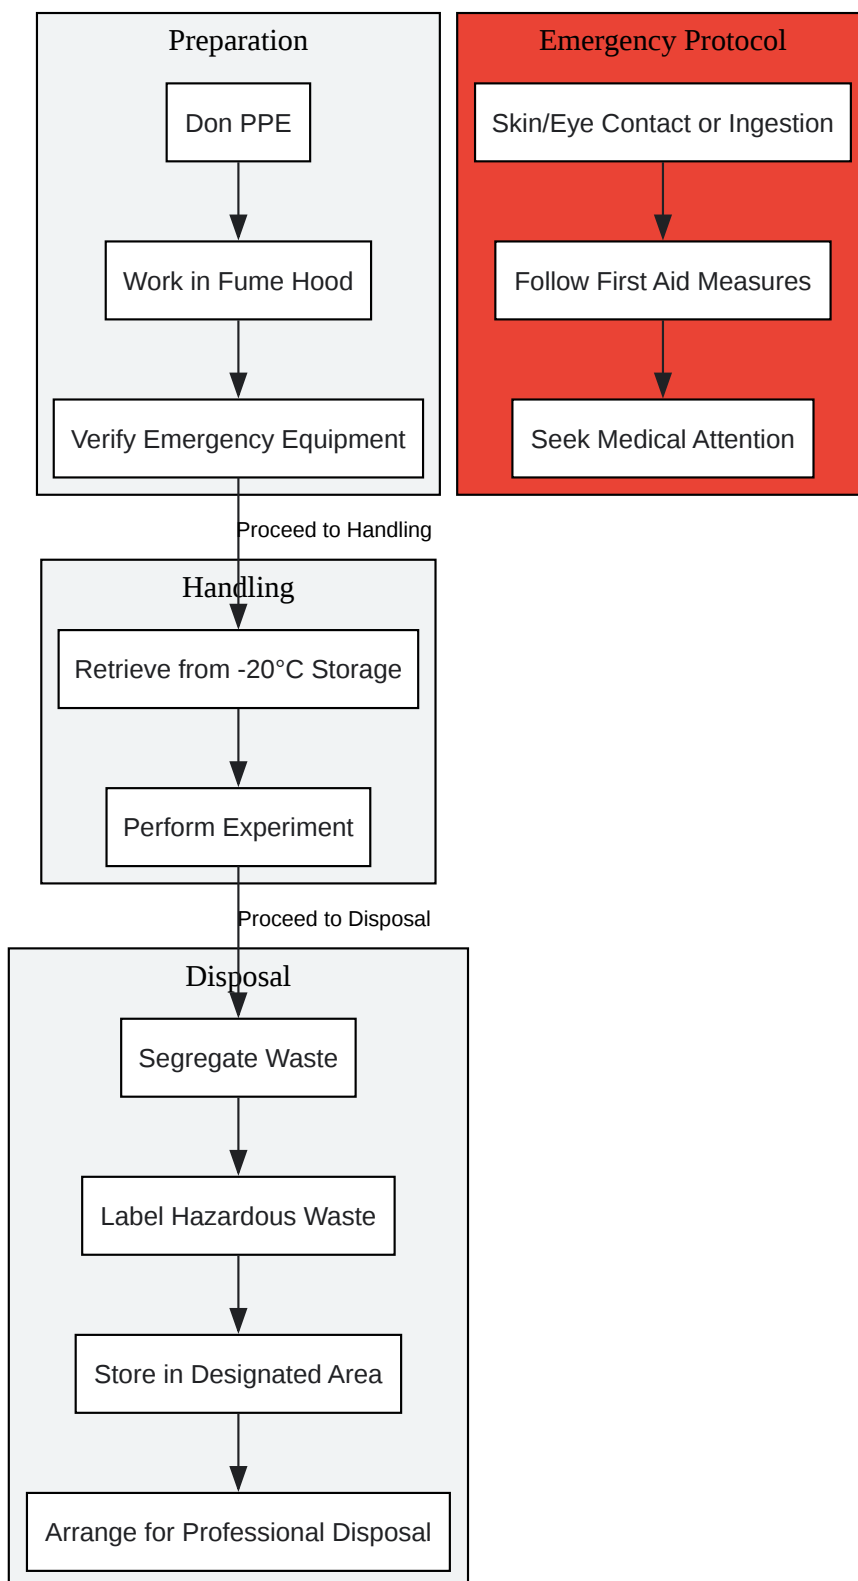 Preparation
Don PPE
Work in Fume Hood
Verify Emergency Equipment
Proceed to Handling
Handling
Retrieve from -20°C Storage
Perform Experiment
Proceed to Disposal
Disposal
Segregate Waste
Label Hazardous Waste
Store in Designated Area
Arrange for Professional Disposal
Emergency Protocol
Skin/Eye Contact or Ingestion
Follow First Aid Measures
Seek Medical Attention